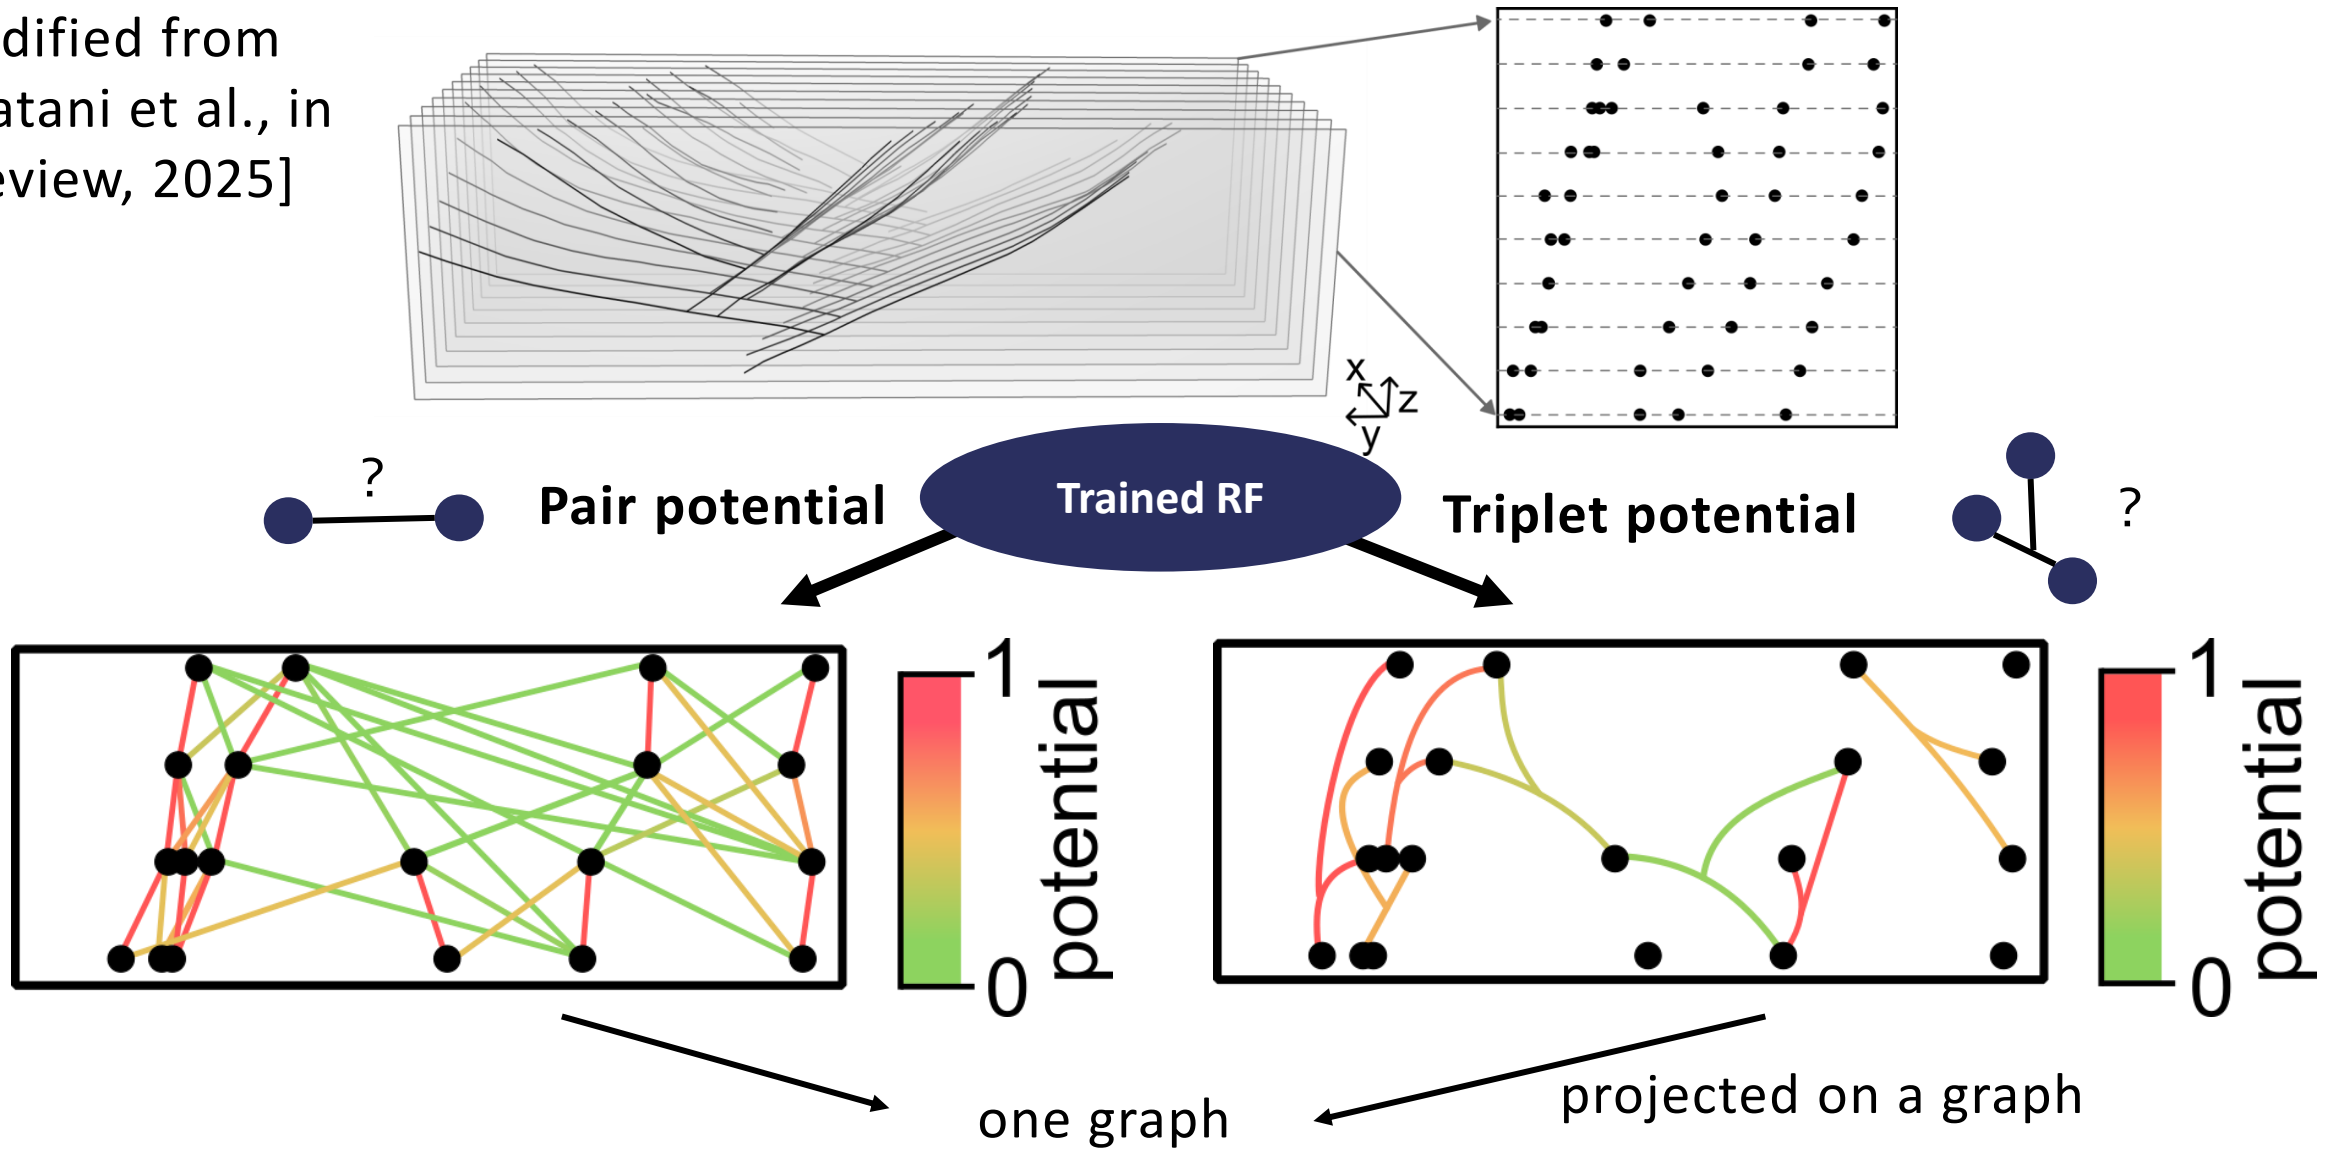 dified from
atani et al., in
eview, 2025]
x
z
y
?
Pair potential
Trained RF
Triplet potential
?
1
0
potential
1
0
potential
one graph
projected on a graph